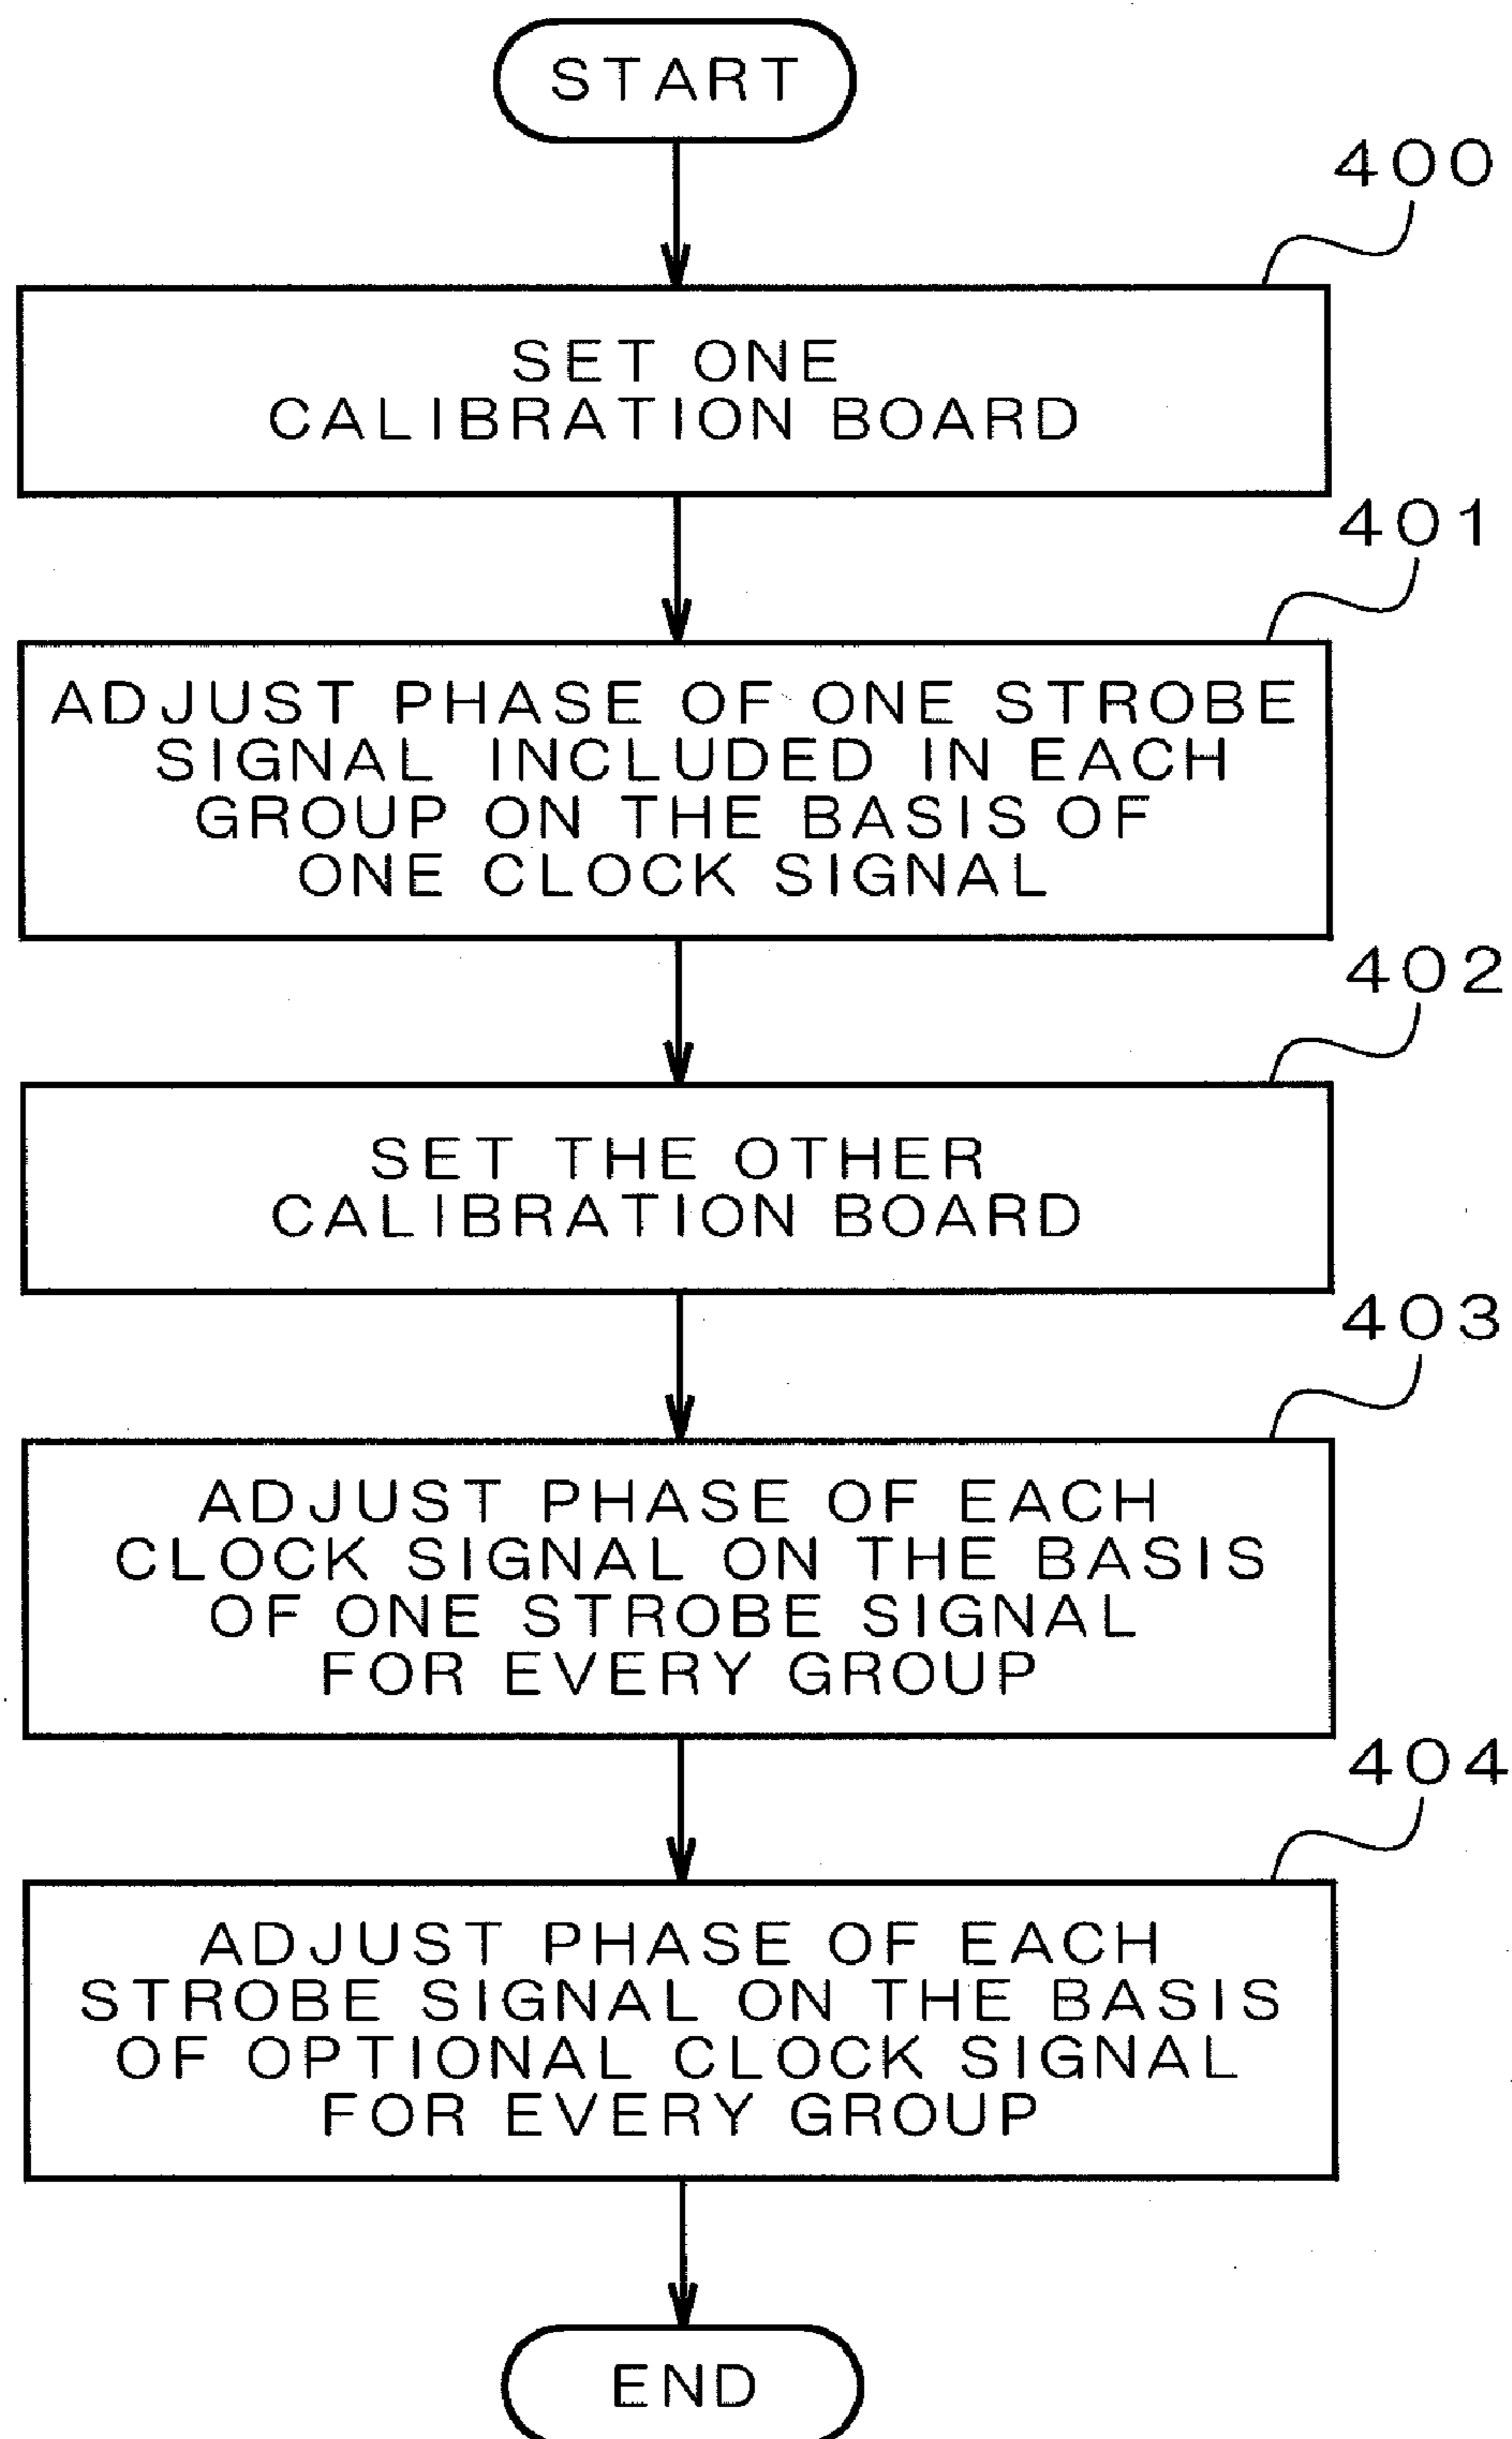 START
400
SET ONE
CALIBRATION BOARD
401
ADJUST PHASE OF ONE STROBE
SIGNAL INCLUDED IN EACH
GROUP ON THE BASIS OF
ONE CLOCK SIGNAL
402
SET THE OTHER
CALIBRATION BOARD
403
ADJUST PHASE OF EACH
CLOCK SIGNAL ON THE BASIS
OF ONE STROBE SIGNAL
FOR EVERY GROUP
404
ADJUST PHASE OF EACH
STROBE SIGNAL ON THE BASIS
OF OPTIONAL CLOCK SIGNAL
FOR EVERY GROUP
END